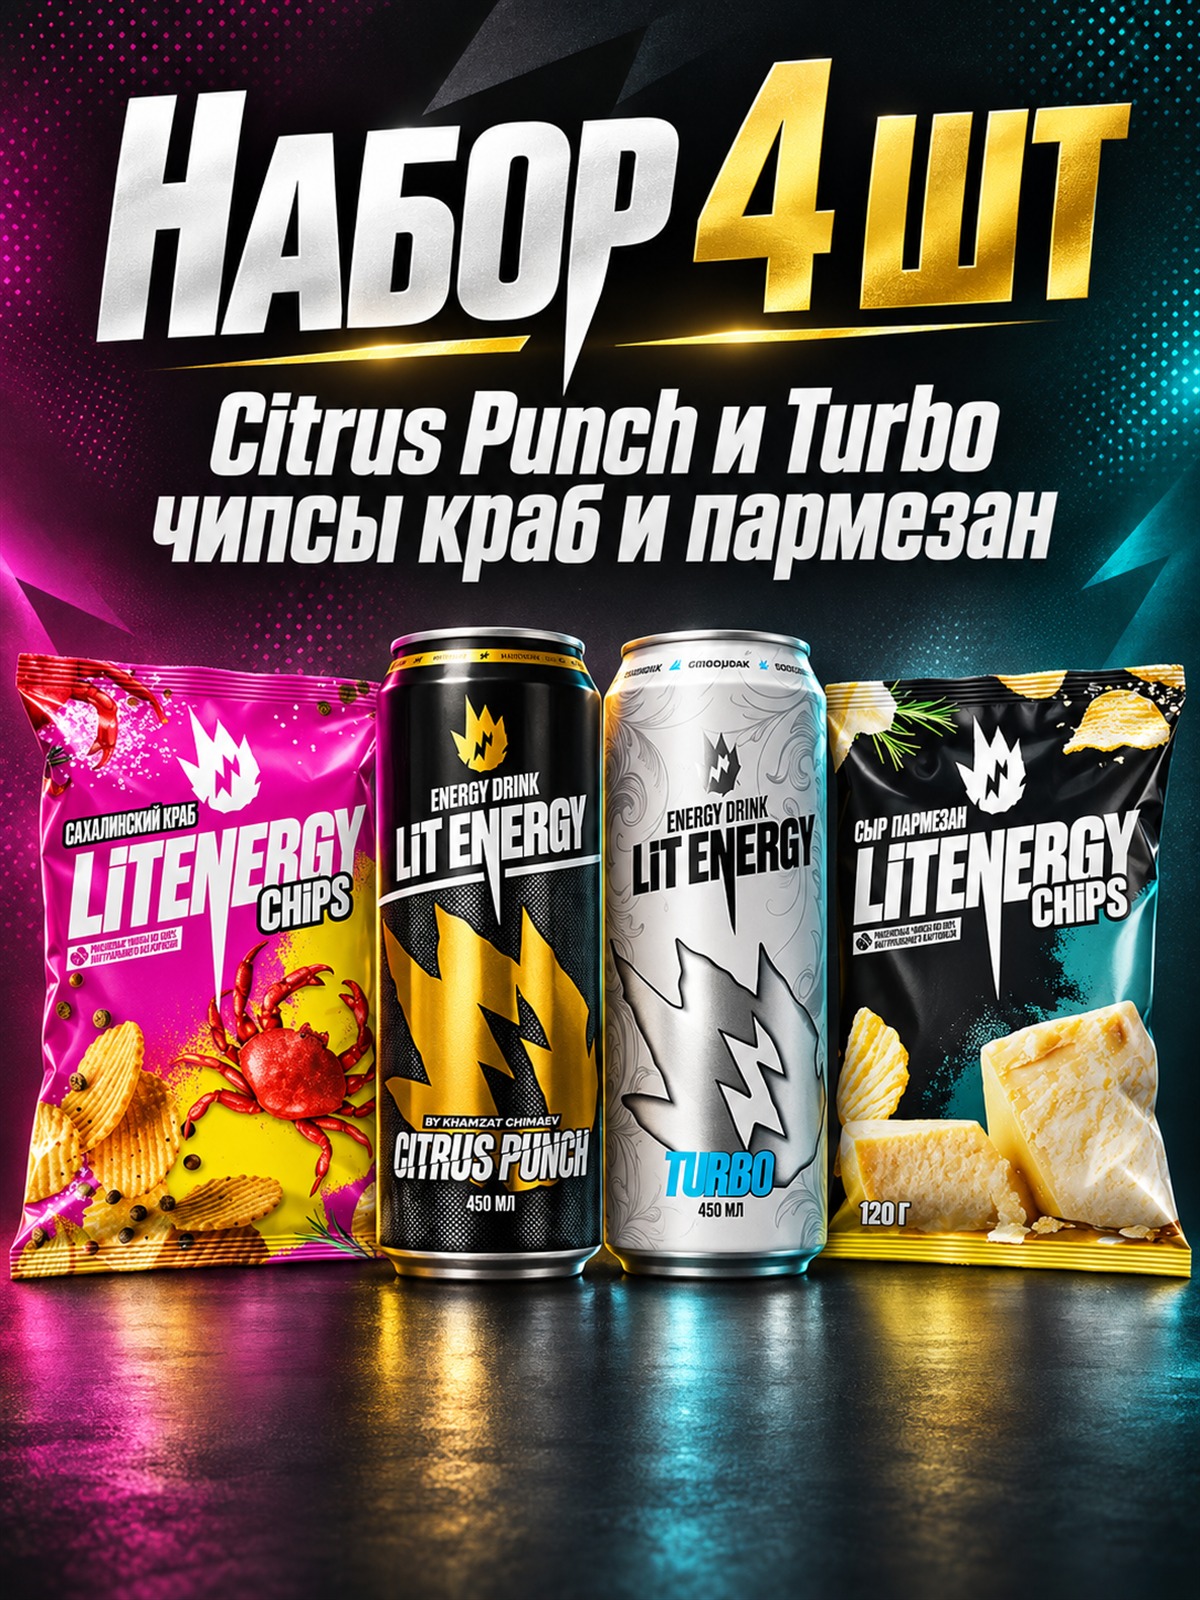 Набор 4 шт
Citrus Punch и Turbo
чипсы краб и пармезан
САХАЛИНСКИЙ КРАБ
LiTENERGY
CHiPS
ENERGY DRINK
LiT ENERGY
BY KHAMZAT CHIMAEV
CITRUS PUNCH
450 МЛ
ENERGY DRINK
LiT ENERGY
TURBO
450 МЛ
СЫР ПАРМЕЗАН
LiTENERGY
CHiPS
120 Г